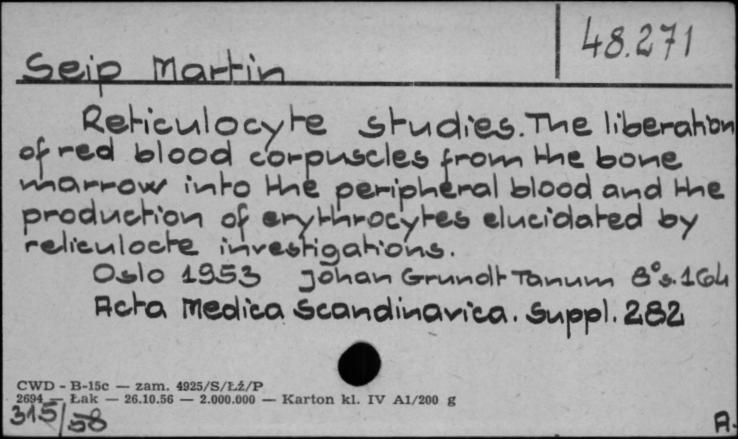 48.271
Seip Martin
Reticulocyte studies. The liberation
of red blood corpuscles from the bone
marrow into the peripheral blood and the
production of erythrocytes elucidated by
reliculocte investigations.
Oslo 1953 Johan Grundt Tanum 8°s.164
Acta Medica Scandinavica. Suppl. 282
CWD - B-15c — zam. 4925/S/Łź/P
2694 — Łak — 26.10.56 — 2.000.000 — Karton kl. IV A1/200 g
315/58
A.